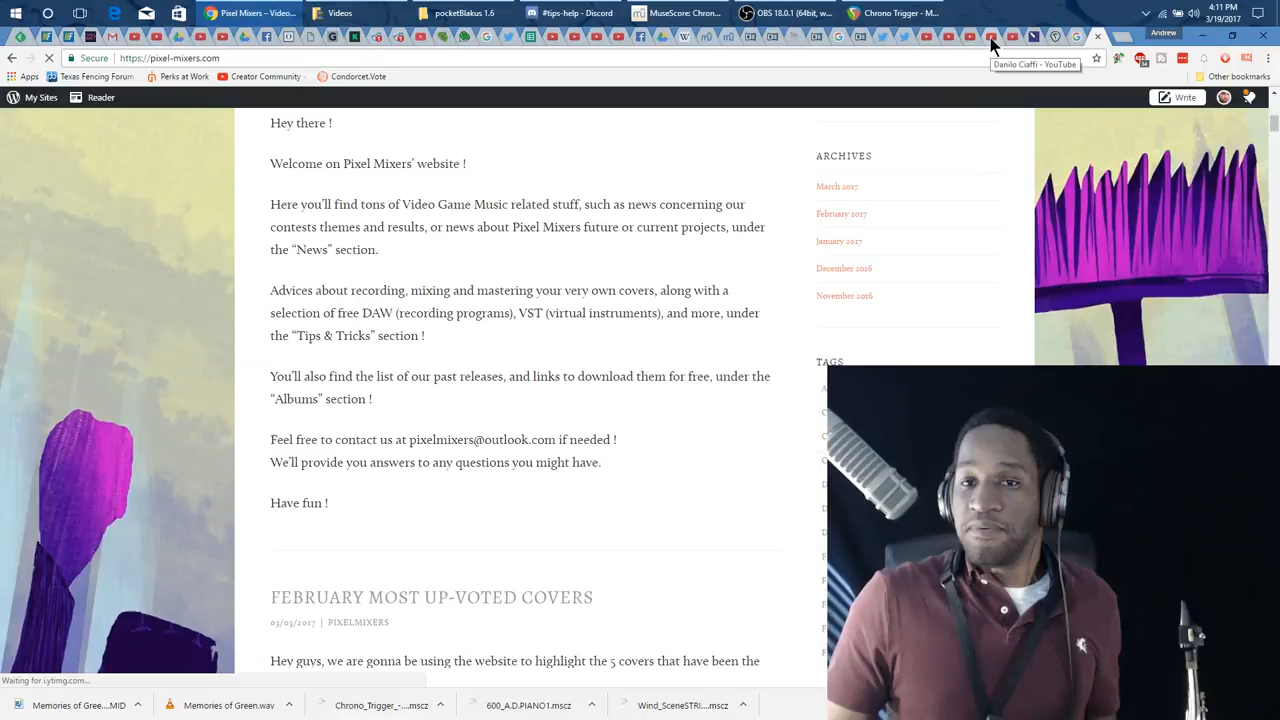 Pixel Mixers – Video
Videos
pocketBlakus 1.6
#tips-help - Discord
MuseScore: Chron...
OBS 18.0.1 (64bit, w...
Chrono Trigger - M...
4:11 PM
3/19/2017
Andrew
Secure
https://pixel-mixers.com
Danilo Ciaffi - YouTube
Apps
Texas Fencing Forum
Perks at Work
Creator Community -
Condorcet.Vote
Other bookmarks
My Sites
Reader
Write
Hey there !
Welcome on Pixel Mixers’ website !
Here you’ll find tons of Video Game Music related stuff, such as news concerning our
contests themes and results, or news about Pixel Mixers future or current projects, under
the “News” section.
Advices about recording, mixing and mastering your very own covers, along with a
selection of free DAW (recording programs), VST (virtual instruments), and more, under
the “Tips & Tricks” section !
You’ll also find the list of our past releases, and links to download them for free, under the
“Albums” section !
Feel free to contact us at pixelmixers@outlook.com if needed !
We’ll provide you answers to any questions you might have.
Have fun !
FEBRUARY MOST UP-VOTED COVERS
03/03/2017 | PIXELMIXERS
Hey guys, we are gonna be using the website to highlight the 5 covers that have been the
ARCHIVES
March 2017
February 2017
January 2017
December 2016
November 2016
TAGS
Waiting for i.ytimg.com...
Memories of Gree....MID
Memories of Green.wav
Chrono_Trigger_-....mscz
600_A.D.PIANO1.mscz
Wind_SceneSTRI....mscz